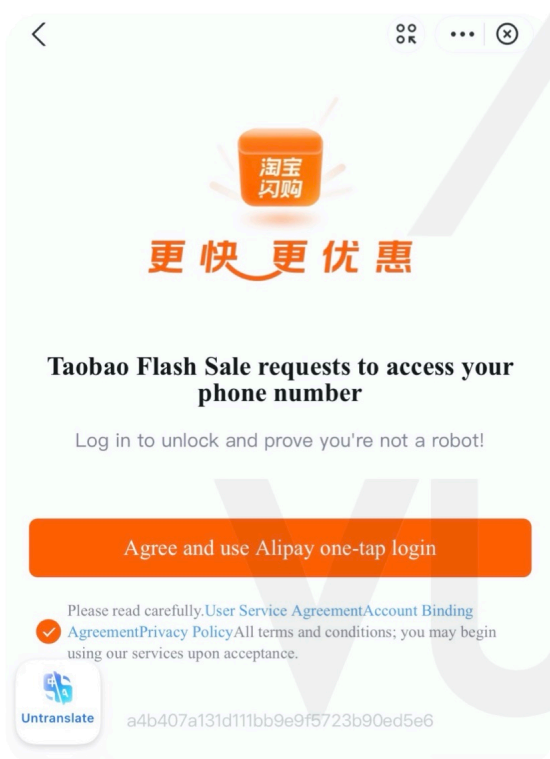 淘宝
闪购
更快 更优惠
Taobao Flash Sale requests to access your
phone number
Log in to unlock and prove you're not a robot!
Agree and use Alipay one-tap login
Please read carefully.User Service AgreementAccount Binding
AgreementPrivacy PolicyAll terms and conditions; you may begin
using our services upon acceptance.
Untranslate
a4b407a131d111bb9e9f5723b90ed5e6